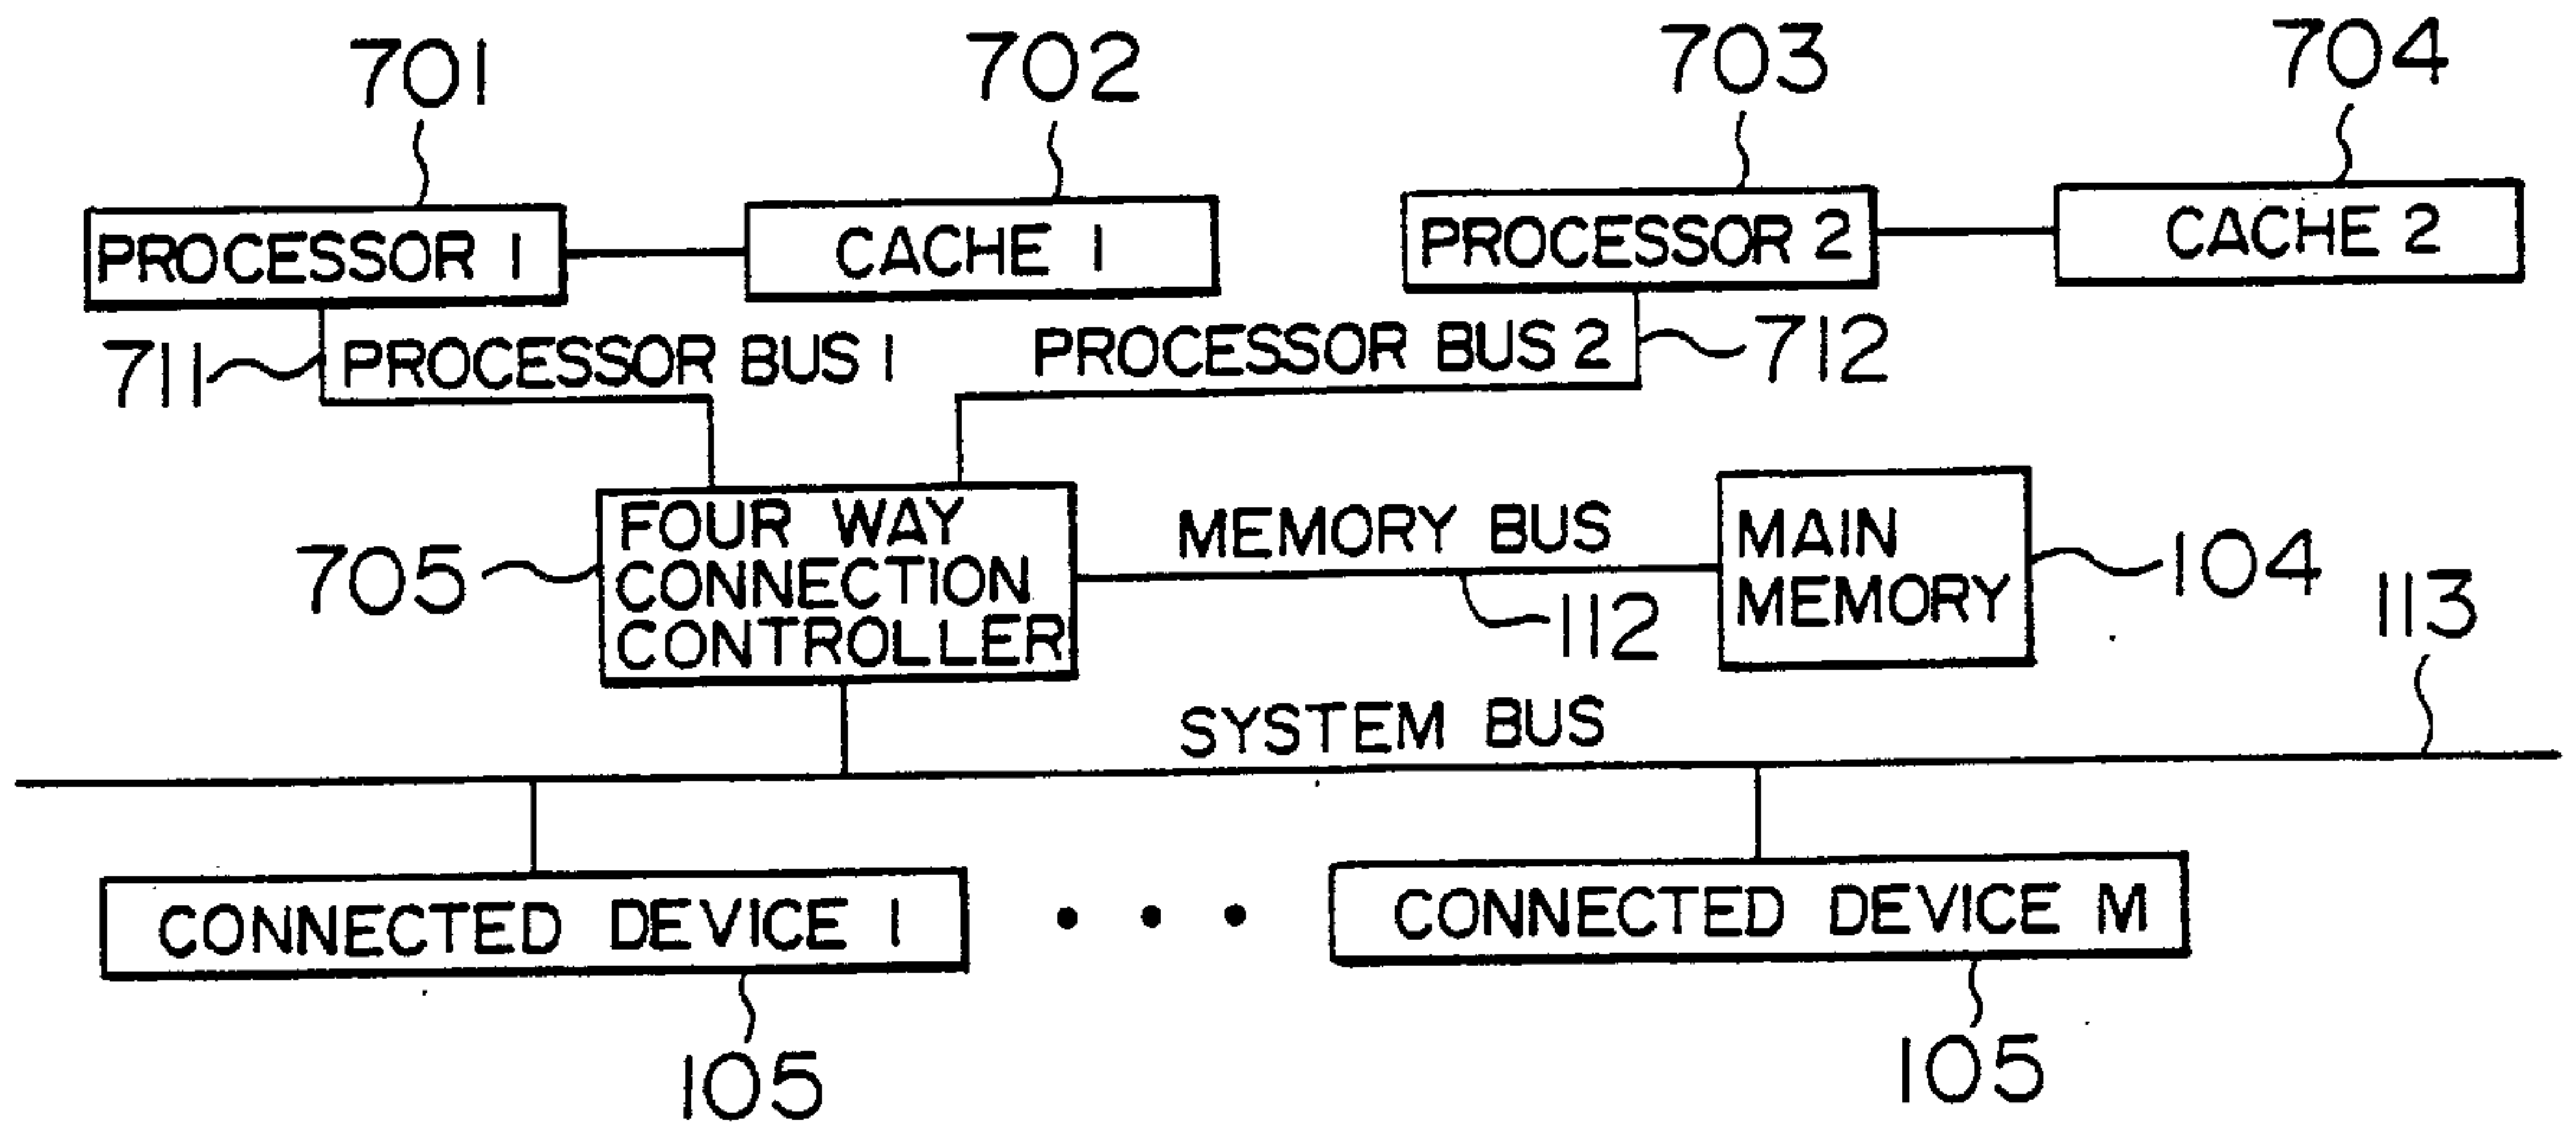 701
702
703
704
PROCESSOR 1
CACHE 1
PROCESSOR 2
CACHE 2
711
PROCESSOR BUS 1
PROCESSOR BUS 2
712
705
FOUR WAY
CONNECTION
CONTROLLER
MEMORY BUS
112
MAIN
MEMORY
104
113
SYSTEM BUS
CONNECTED DEVICE 1
• • •
CONNECTED DEVICE M
105
105